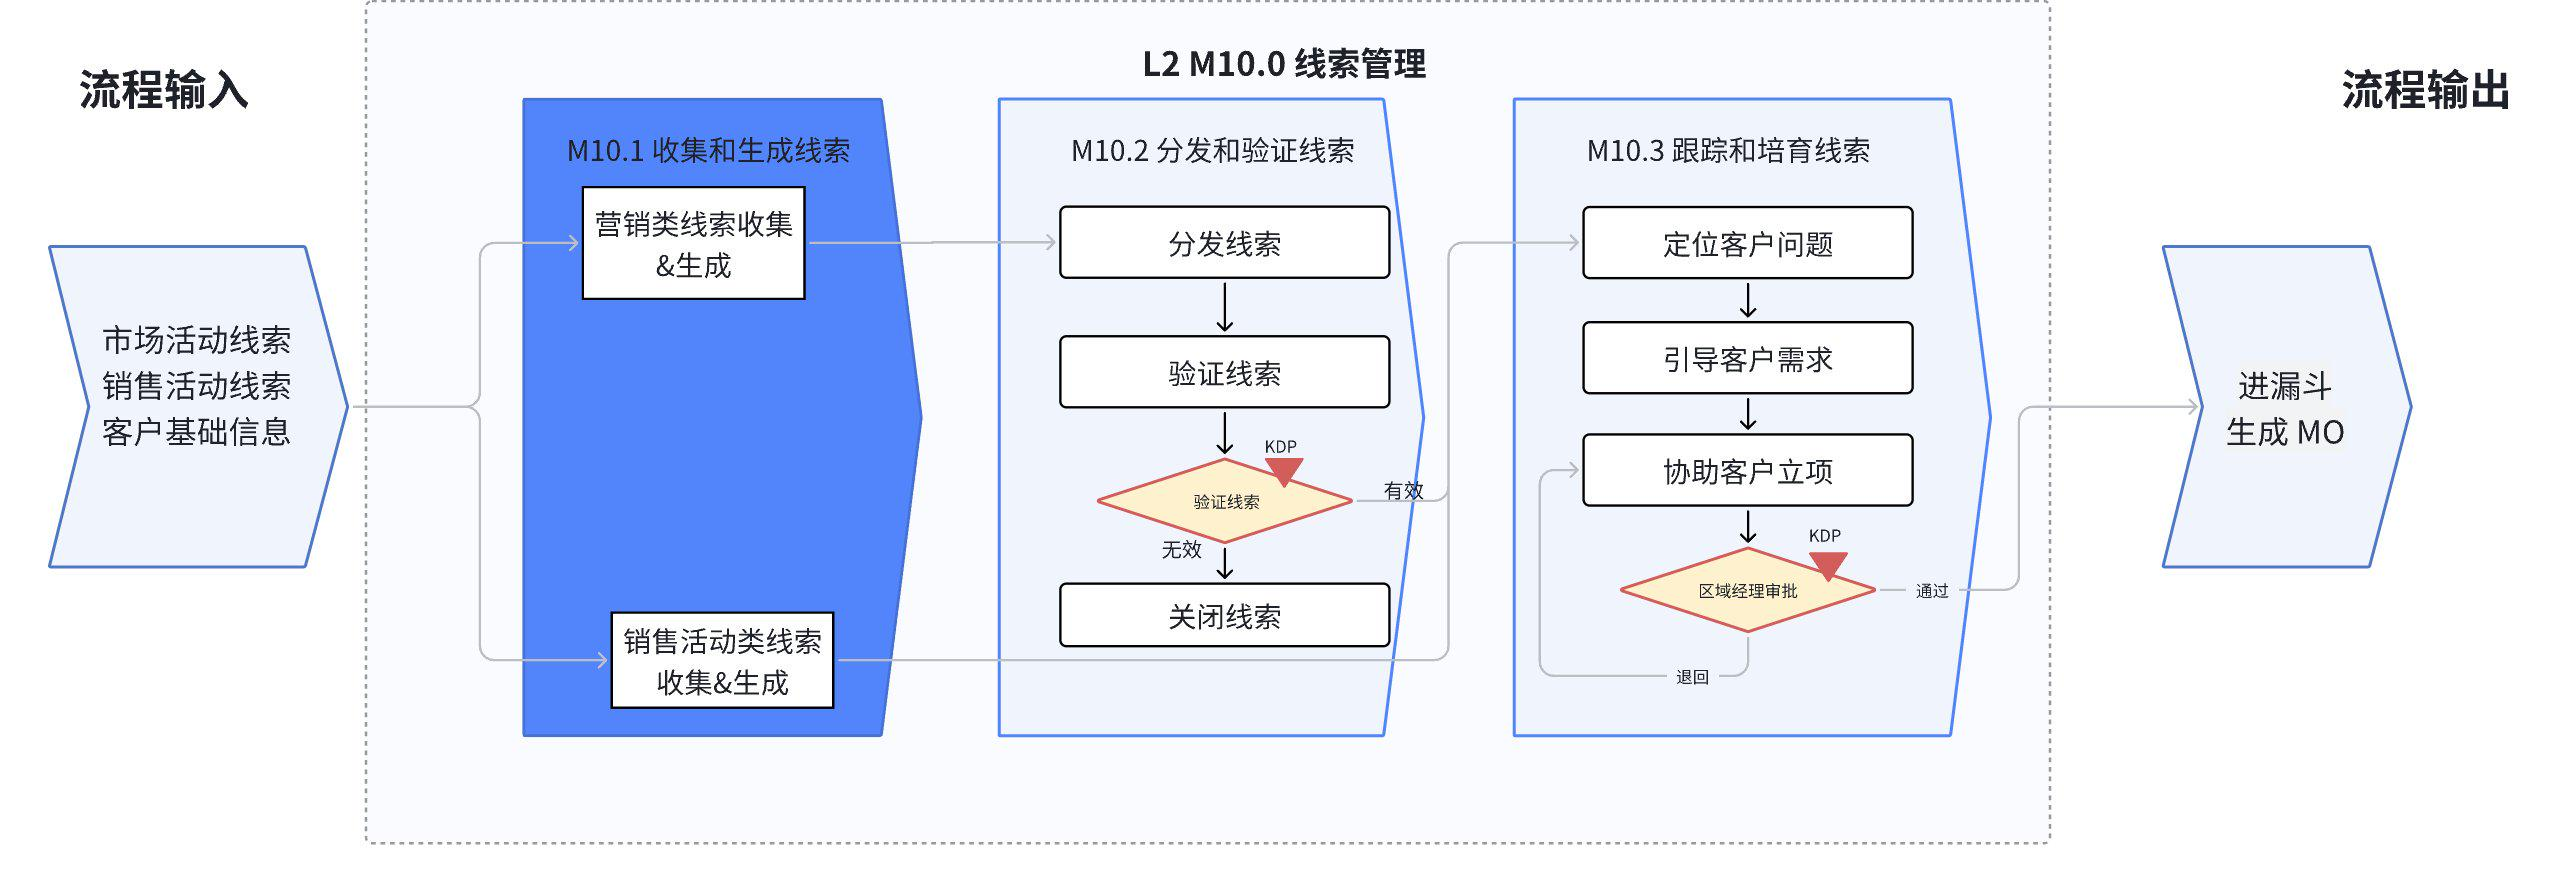 流程输入
L2 M10.0 线索管理
流程输出
市场活动线索
销售活动线索
客户基础信息
M10.1 收集和生成线索
营销类线索收集
&生成
销售活动类线索
收集&生成
M10.2 分发和验证线索
分发线索
验证线索
KDP
验证线索
有效
无效
关闭线索
M10.3 跟踪和培育线索
定位客户问题
引导客户需求
协助客户立项
KDP
区域经理审批
通过
退回
进漏斗
生成 MO